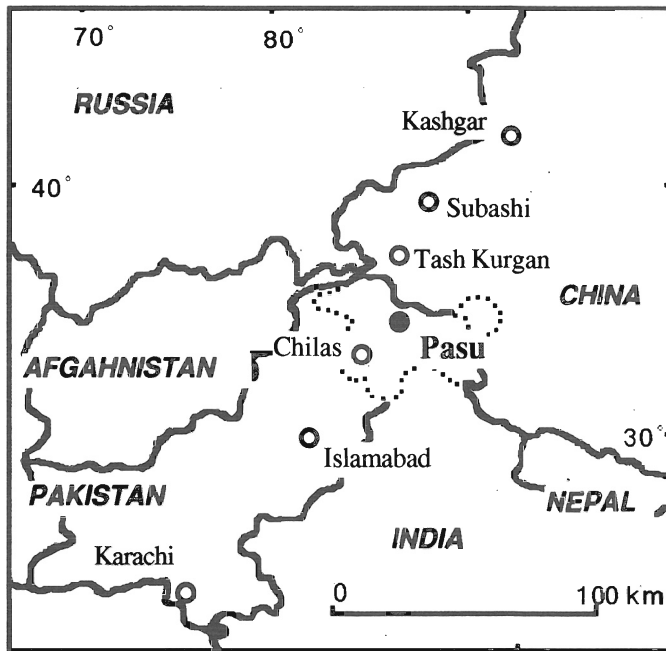 70°
80°
RUSSIA
Kashgar
40°
Subashi
Tash Kurgan
CHINA
Chilas
Pasu
AFGAHNISTAN
30°
Islamabad
PAKISTAN
NEPAL
INDIA
Karachi
0
100 km